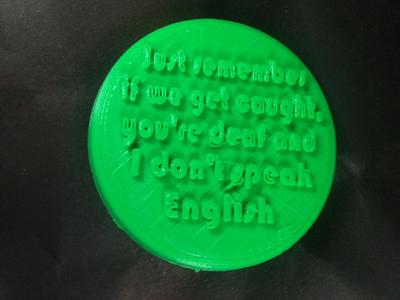 Just remember
if we get caught,
you're deaf and
I don't speak
English